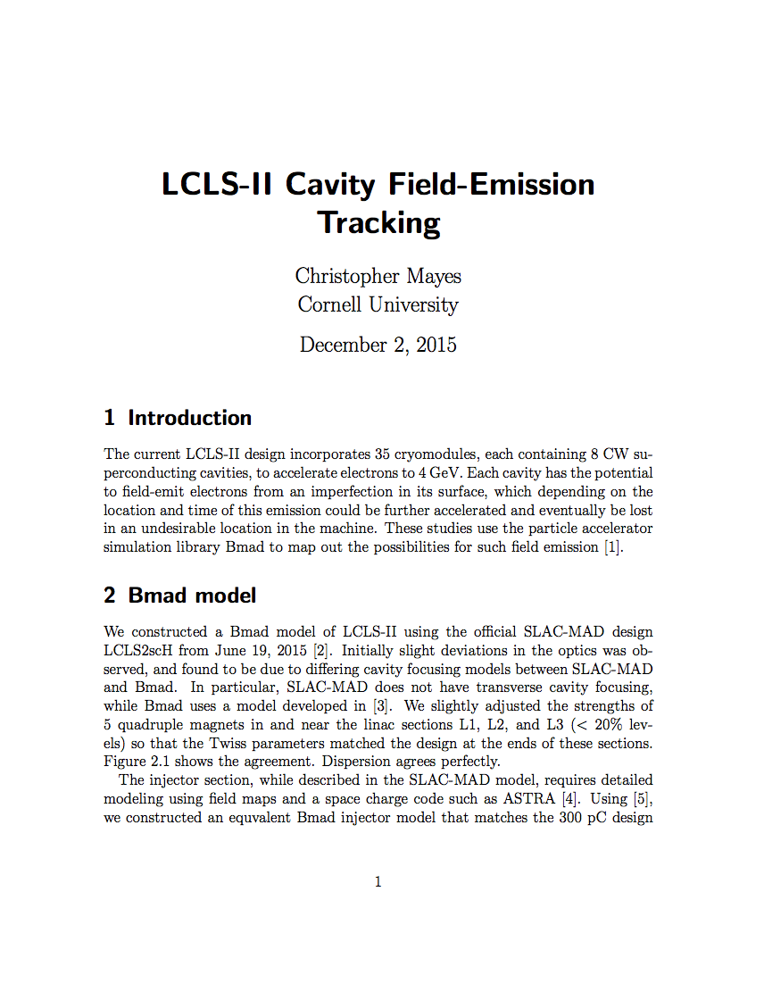 LCLS-II Cavity Field-Emission
Tracking
Christopher Mayes
Cornell University
December 2, 2015
1 Introduction
The current LCLS-II design incorporates 35 cryomodules, each containing 8 CW su-
perconducting cavities, to accelerate electrons to 4 GeV. Each cavity has the potential
to field-emit electrons from an imperfection in its surface, which depending on the
location and time of this emission could be further accelerated and eventually be lost
in an undesirable location in the machine. These studies use the particle accelerator
simulation library Bmad to map out the possibilities for such field emission [1].
2 Bmad model
We constructed a Bmad model of LCLS-II using the official SLAC-MAD design
LCLS2scH from June 19, 2015 [2]. Initially slight deviations in the optics was ob-
served, and found to be due to differing cavity focusing models between SLAC-MAD
and Bmad. In particular, SLAC-MAD does not have transverse cavity focusing,
while Bmad uses a model developed in [3]. We slightly adjusted the strengths of
5 quadruple magnets in and near the linac sections L1, L2, and L3 (< 20% lev-
els) so that the Twiss parameters matched the design at the ends of these sections.
Figure 2.1 shows the agreement. Dispersion agrees perfectly.
The injector section, while described in the SLAC-MAD model, requires detailed
modeling using field maps and a space charge code such as ASTRA [4]. Using [5],
we constructed an equvalent Bmad injector model that matches the 300 pC design
1